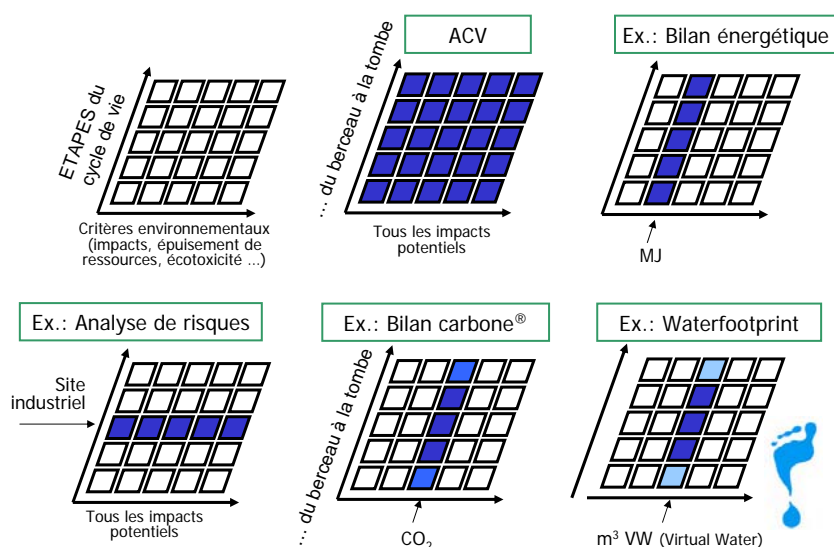 ACV
Ex.: Bilan énergétique
ETAPES du
cycle de vie
... du berceau à la tombe
Critères environnementaux
(impacts, épuisement de
ressources, écotoxicité ...)
Tous les impacts
potentiels
MJ
Ex.: Analyse de risques
Ex.: Bilan carbone®
Ex.: Waterfootprint
Site
industriel
... du berceau à la tombe
Tous les impacts
potentiels
CO₂
m³ VW (Virtual Water)